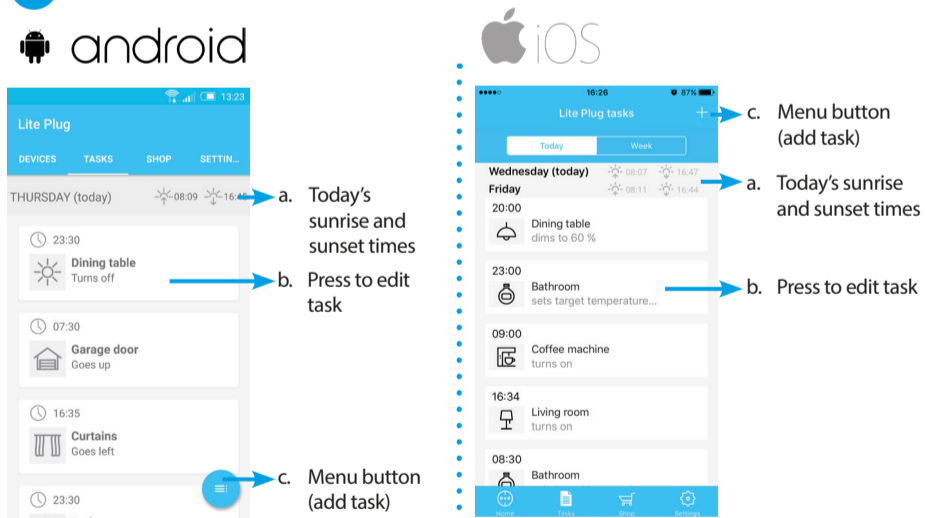 android
13:23
Lite Plug
DEVICES TASKS SHOP SETTIN...
THURSDAY (today) 08:09
23:30
Dining table
Turns off
07:30
Garage door
Goes up
16:35
Curtains
Goes left
23:30
a. Today's
sunrise and
sunset times
b. Press to edit
task
c. Menu button
(add task)
iOS
16:26 87%
Lite Plug tasks +
Today Week
Wednesday (today) 08:07 16:47
Friday 08:11 16:44
20:00
Dining table
dims to 60 %
23:00
Bathroom
sets target temperature...
09:00
Coffee machine
turns on
16:34
Living room
turns on
08:30
Bathroom
Home Tasks Shop Settings
c. Menu button
(add task)
a. Today's sunrise
and sunset times
b. Press to edit task